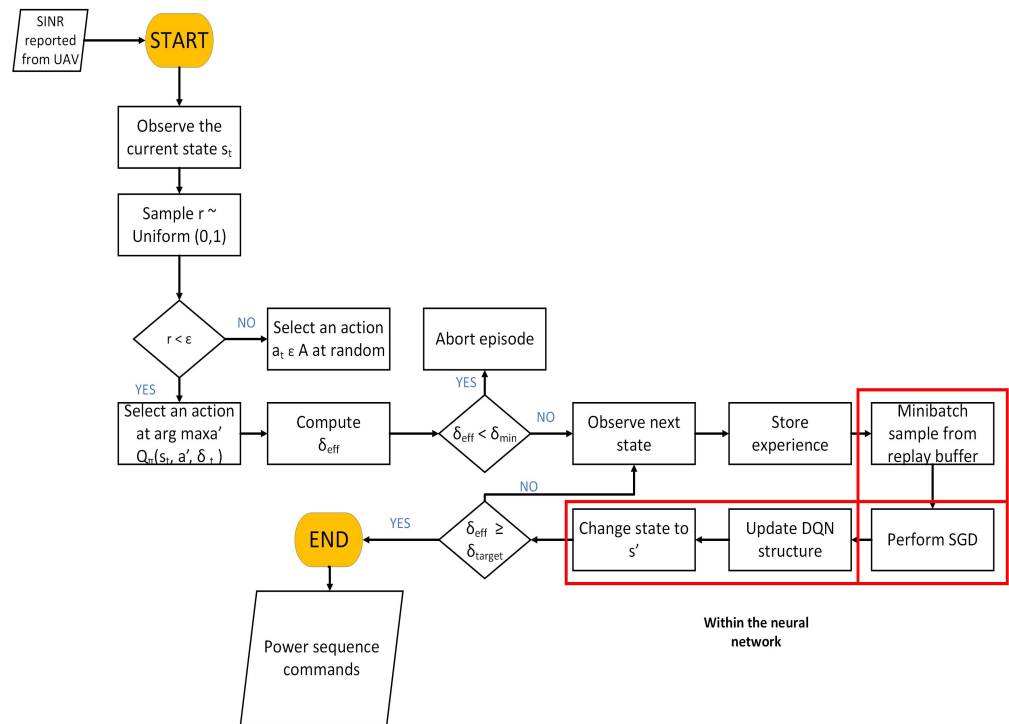 SINR
reported
from UAV
START
Observe the
current state sₜ
Sample r ~
Uniform (0,1)
r < ε
NO
Select an action
aₜ ε A at random
YES
Select an action
at arg maxa’
Qπ(sₜ, a’, δ ₜ )
Compute
δeff
δeff < δmin
YES
Abort episode
NO
Observe next
state
Store
experience
Minibatch
sample from
replay buffer
Perform SGD
Update DQN
structure
Change state to
s’
δeff ≥
δtarget
NO
YES
END
Power sequence
commands
Within the neural
network